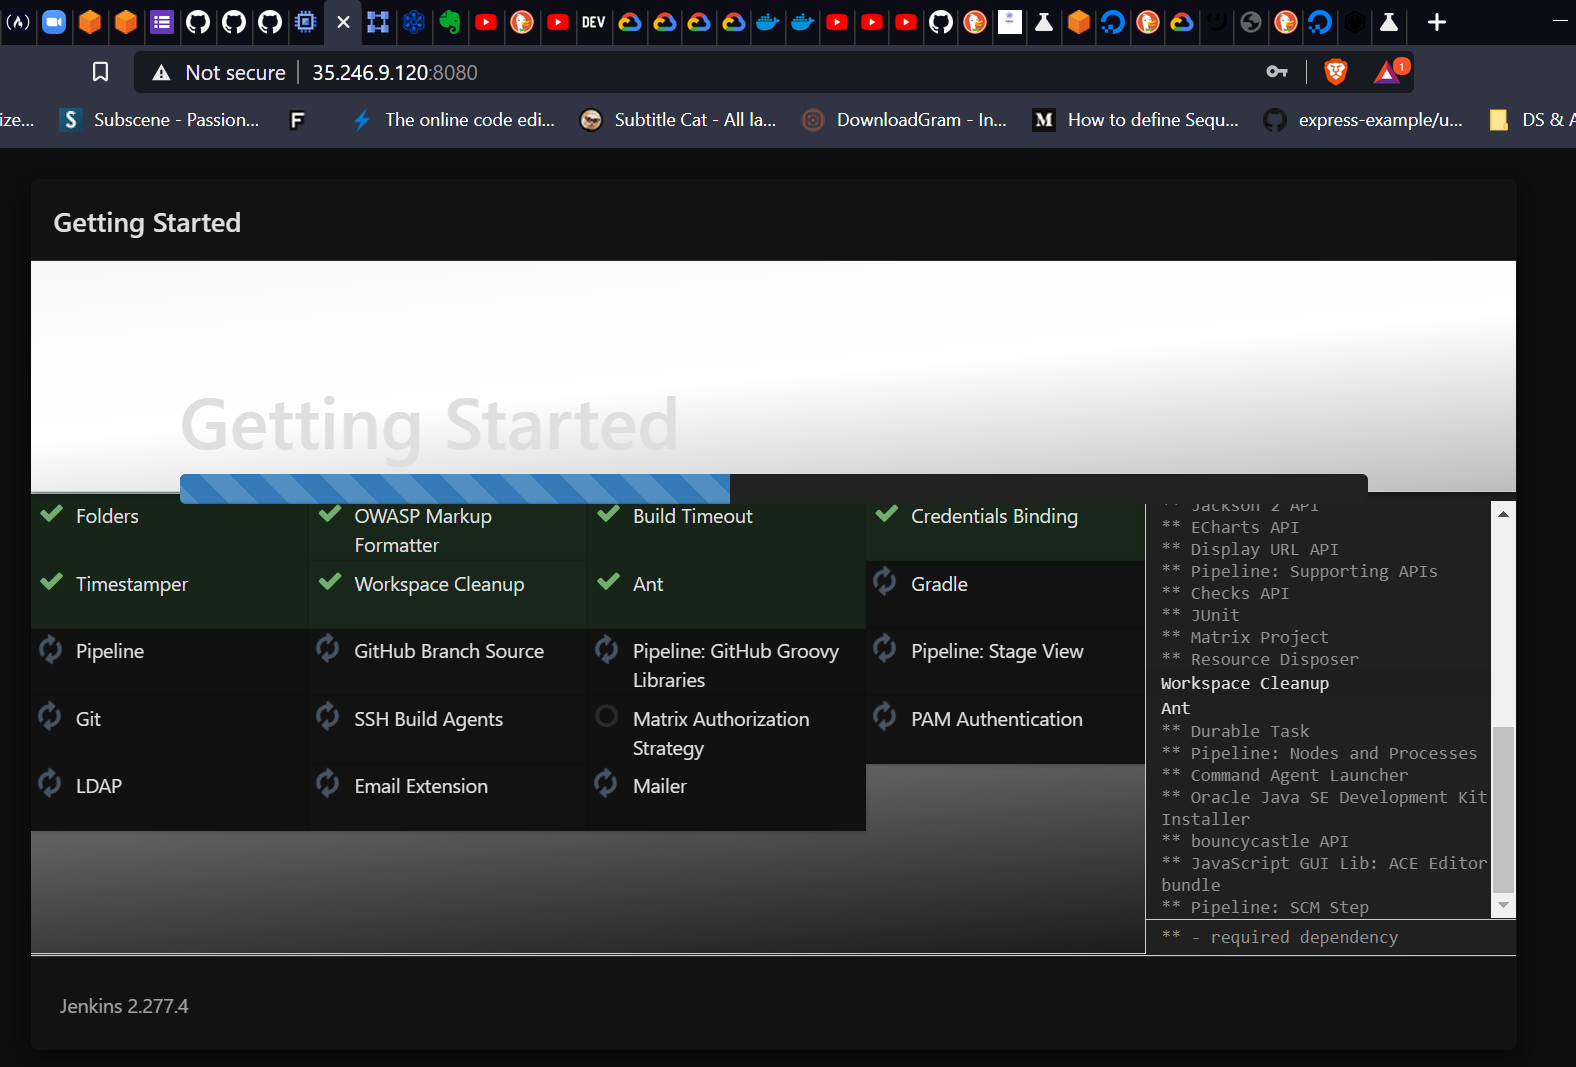 (A)
DEV
Not secure
35.246.9.120:8080
1
ize...
S
Subscene - Passion...
F
The online code edi...
Subtitle Cat - All la...
DownloadGram - In...
M
How to define Sequ...
express-example/u...
DS & A
Getting Started
Getting Started
Folders
OWASP Markup
Formatter
Build Timeout
Credentials Binding
Timestamper
Workspace Cleanup
Ant
Gradle
Pipeline
GitHub Branch Source
Pipeline: GitHub Groovy
Libraries
Pipeline: Stage View
Git
SSH Build Agents
Matrix Authorization
Strategy
PAM Authentication
LDAP
Email Extension
Mailer
** Jackson 2 API
** ECharts API
** Display URL API
** Pipeline: Supporting APIs
** Checks API
** JUnit
** Matrix Project
** Resource Disposer
Workspace Cleanup
Ant
** Durable Task
** Pipeline: Nodes and Processes
** Command Agent Launcher
** Oracle Java SE Development Kit
Installer
** bouncycastle API
** JavaScript GUI Lib: ACE Editor
bundle
** Pipeline: SCM Step
** - required dependency
Jenkins 2.277.4